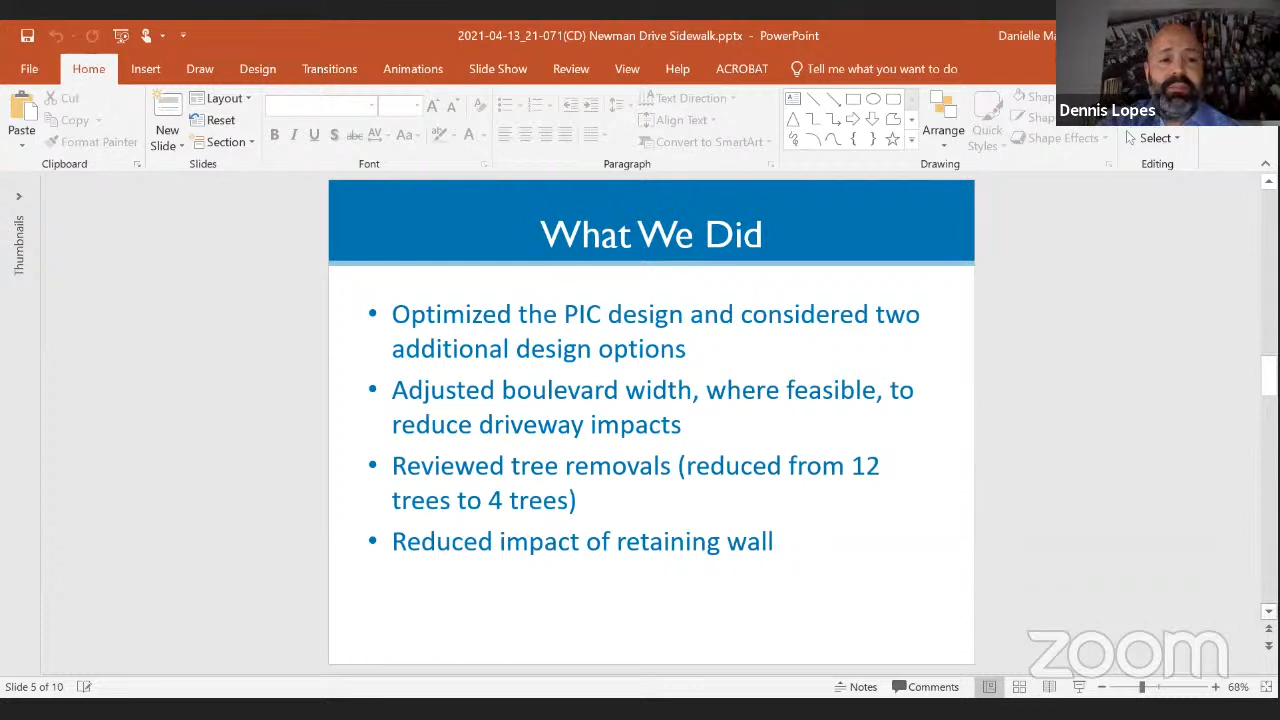 2021-04-13_21-071(CD) Newman Drive Sidewalk.pptx - PowerPoint
Danielle Ma
File Home Insert Draw Design Transitions Animations Slide Show Review View Help ACROBAT Tell me what you want to do
Dennis Lopes
Paste
Cut
Copy
Format Painter
Clipboard
New
Slide
Layout
Reset
Section
Slides
B I U S abc AV Aa A
Font
Text Direction
Align Text
Convert to SmartArt
Paragraph
Arrange
Quick
Styles
Shap
Shap
Shape Effects
Drawing
Select
Editing
Thumbnails
What We Did
• Optimized the PIC design and considered two
additional design options
• Adjusted boulevard width, where feasible, to
reduce driveway impacts
• Reviewed tree removals (reduced from 12
trees to 4 trees)
• Reduced impact of retaining wall
zoom
Slide 5 of 10
Notes
Comments
68%